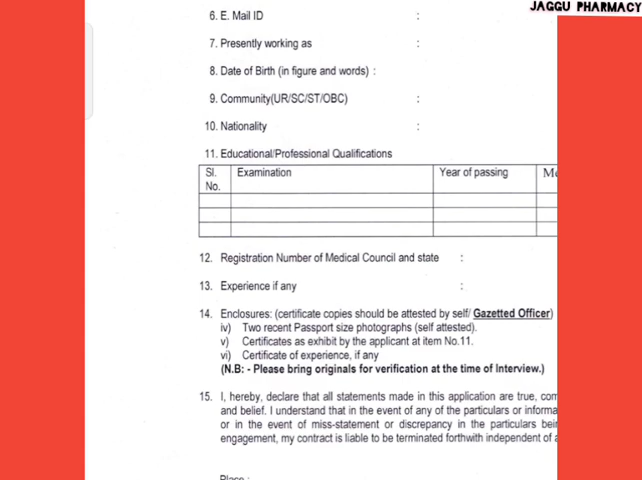 JAGGU PHARMACY
6. E. Mail ID :
7. Presently working as :
8. Date of Birth (in figure and words) :
9. Community(UR/SC/ST/OBC) :
10. Nationality :
11. Educational/Professional Qualifications
Sl. No. Examination Year of passing
12. Registration Number of Medical Council and state :
13. Experience if any :
14. Enclosures: (certificate copies should be attested by self/ Gazetted Officer)
iv) Two recent Passport size photographs (self attested).
v) Certificates as exhibit by the applicant at item No.11.
vi) Certificate of experience, if any
(N.B: - Please bring originals for verification at the time of Interview.)
15. I, hereby, declare that all statements made in this application are true,
and belief. I understand that in the event of any of the particulars or
or in the event of miss-statement or discrepancy in the particulars
engagement, my contract is liable to be terminated forthwith independent of
Place :